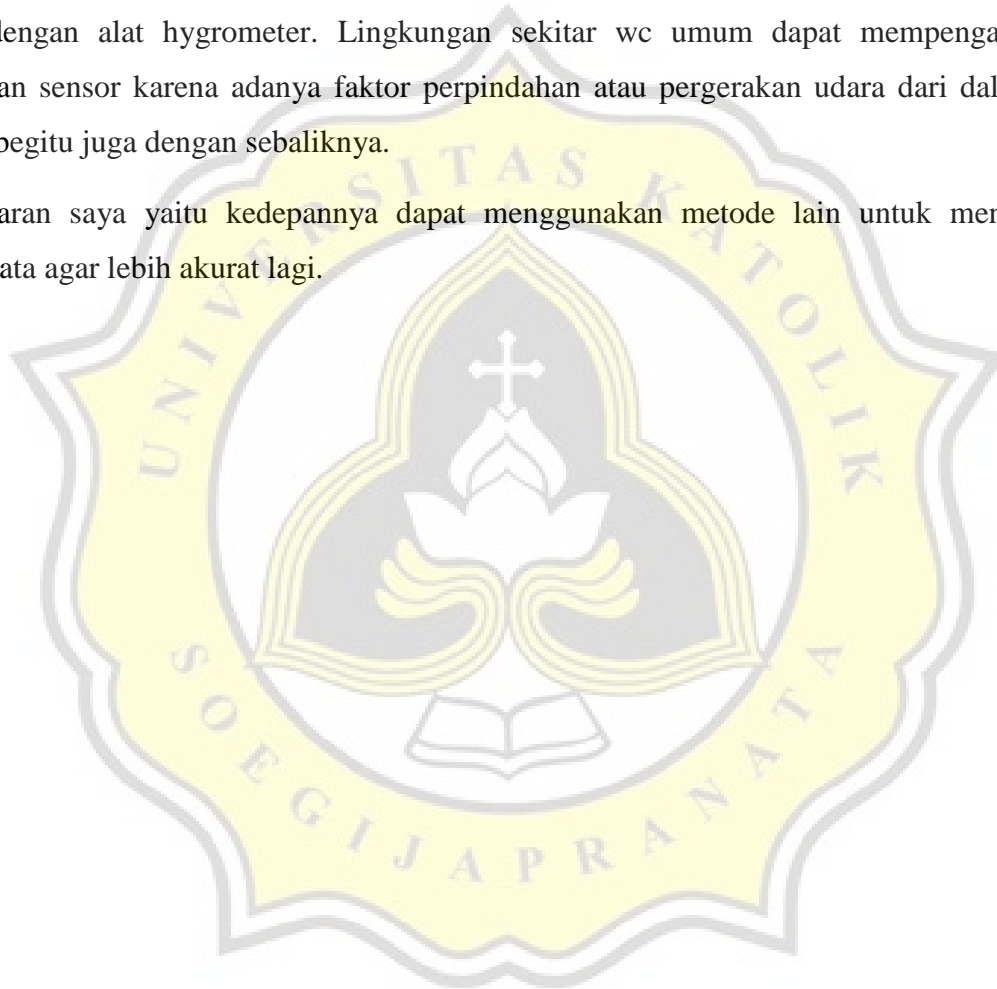 dengan alat hygrometer. Lingkungan sekitar wc umum dapat mempenga
an sensor karena adanya faktor perpindahan atau pergerakan udara dari dal
begitu juga dengan sebaliknya.
aran saya yaitu kedepannya dapat menggunakan metode lain untuk men
ata agar lebih akurat lagi.
UNIVERSITAS KATOLIK
SOEGIJAPRANATA